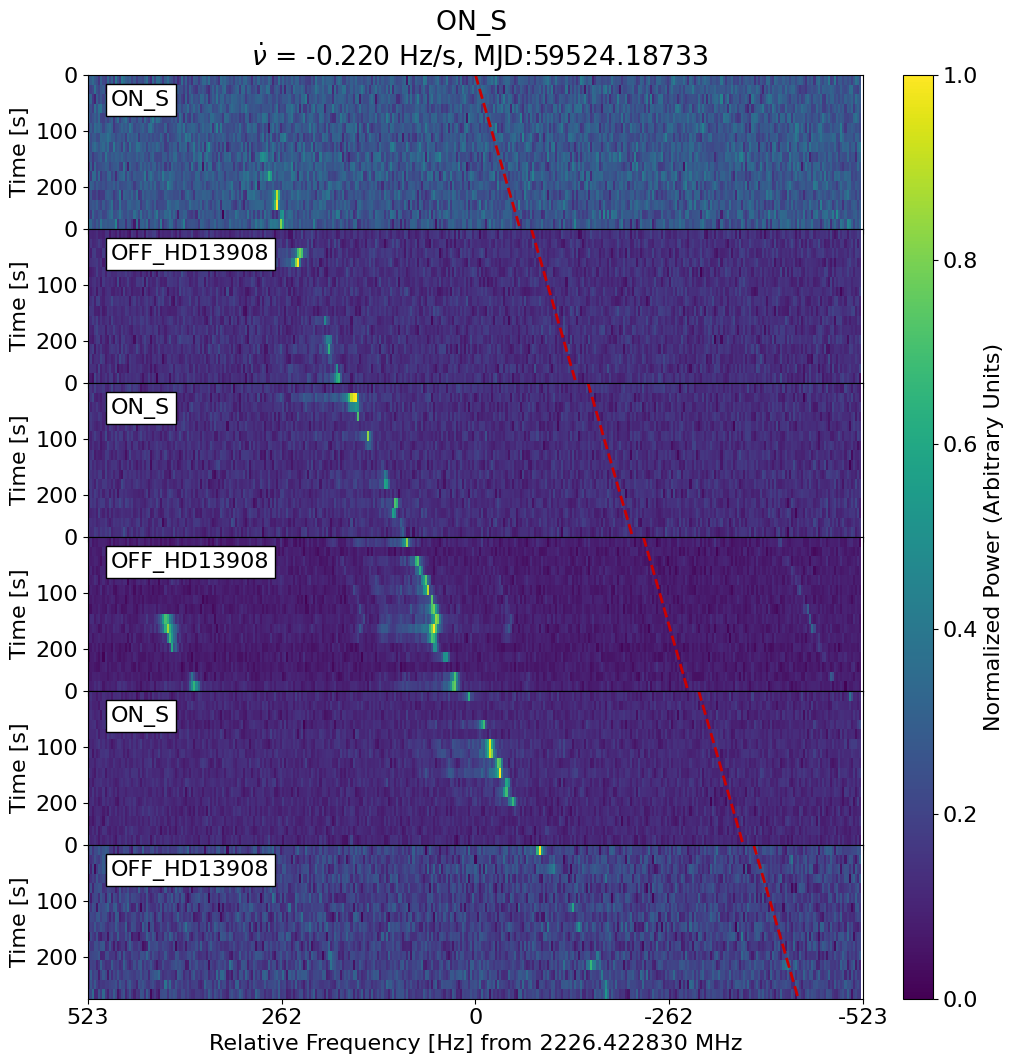 ON_S
ν̇ = -0.220 Hz/s, MJD:59524.18733
0
ON_S
Time [s]
100
200
0
OFF_HD13908
Time [s]
100
200
0
ON_S
Time [s]
100
200
0
OFF_HD13908
Time [s]
100
200
0
ON_S
Time [s]
100
200
0
OFF_HD13908
Time [s]
100
200
523
262
0
-262
-523
Relative Frequency [Hz] from 2226.422830 MHz
1.0
0.8
0.6
0.4
0.2
0.0
Normalized Power (Arbitrary Units)